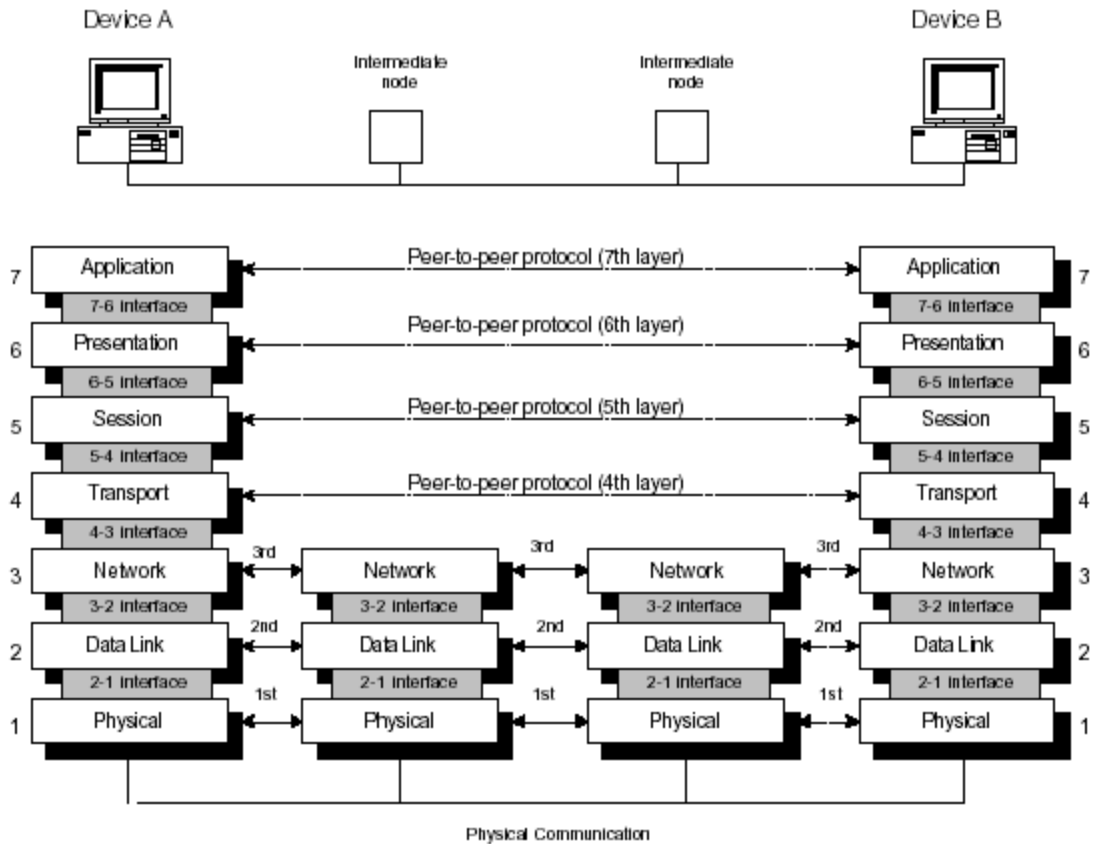 Device A
Device B
Intermediate
node
Intermediate
node
Application
Peer-to-peer protocol (7th layer)
Application
7
7
7-6 interface
7-6 interface
Presentation
Peer-to-peer protocol (6th layer)
Presentation
6
6
6-5 interface
6-5 interface
Session
Peer-to-peer protocol (5th layer)
Session
5
5
5-4 interface
5-4 interface
Transport
Peer-to-peer protocol (4th layer)
Transport
4
4
4-3 interface
4-3 interface
3rd
3rd
3rd
Network
Network
Network
Network
3
3
3-2 interface
3-2 interface
3-2 interface
3-2 interface
2nd
2nd
2nd
Data Link
Data Link
Data Link
Data Link
2
2
2-1 interface
2-1 interface
2-1 interface
2-1 interface
1st
1st
1st
Physical
Physical
Physical
Physical
1
1
Physical Communication